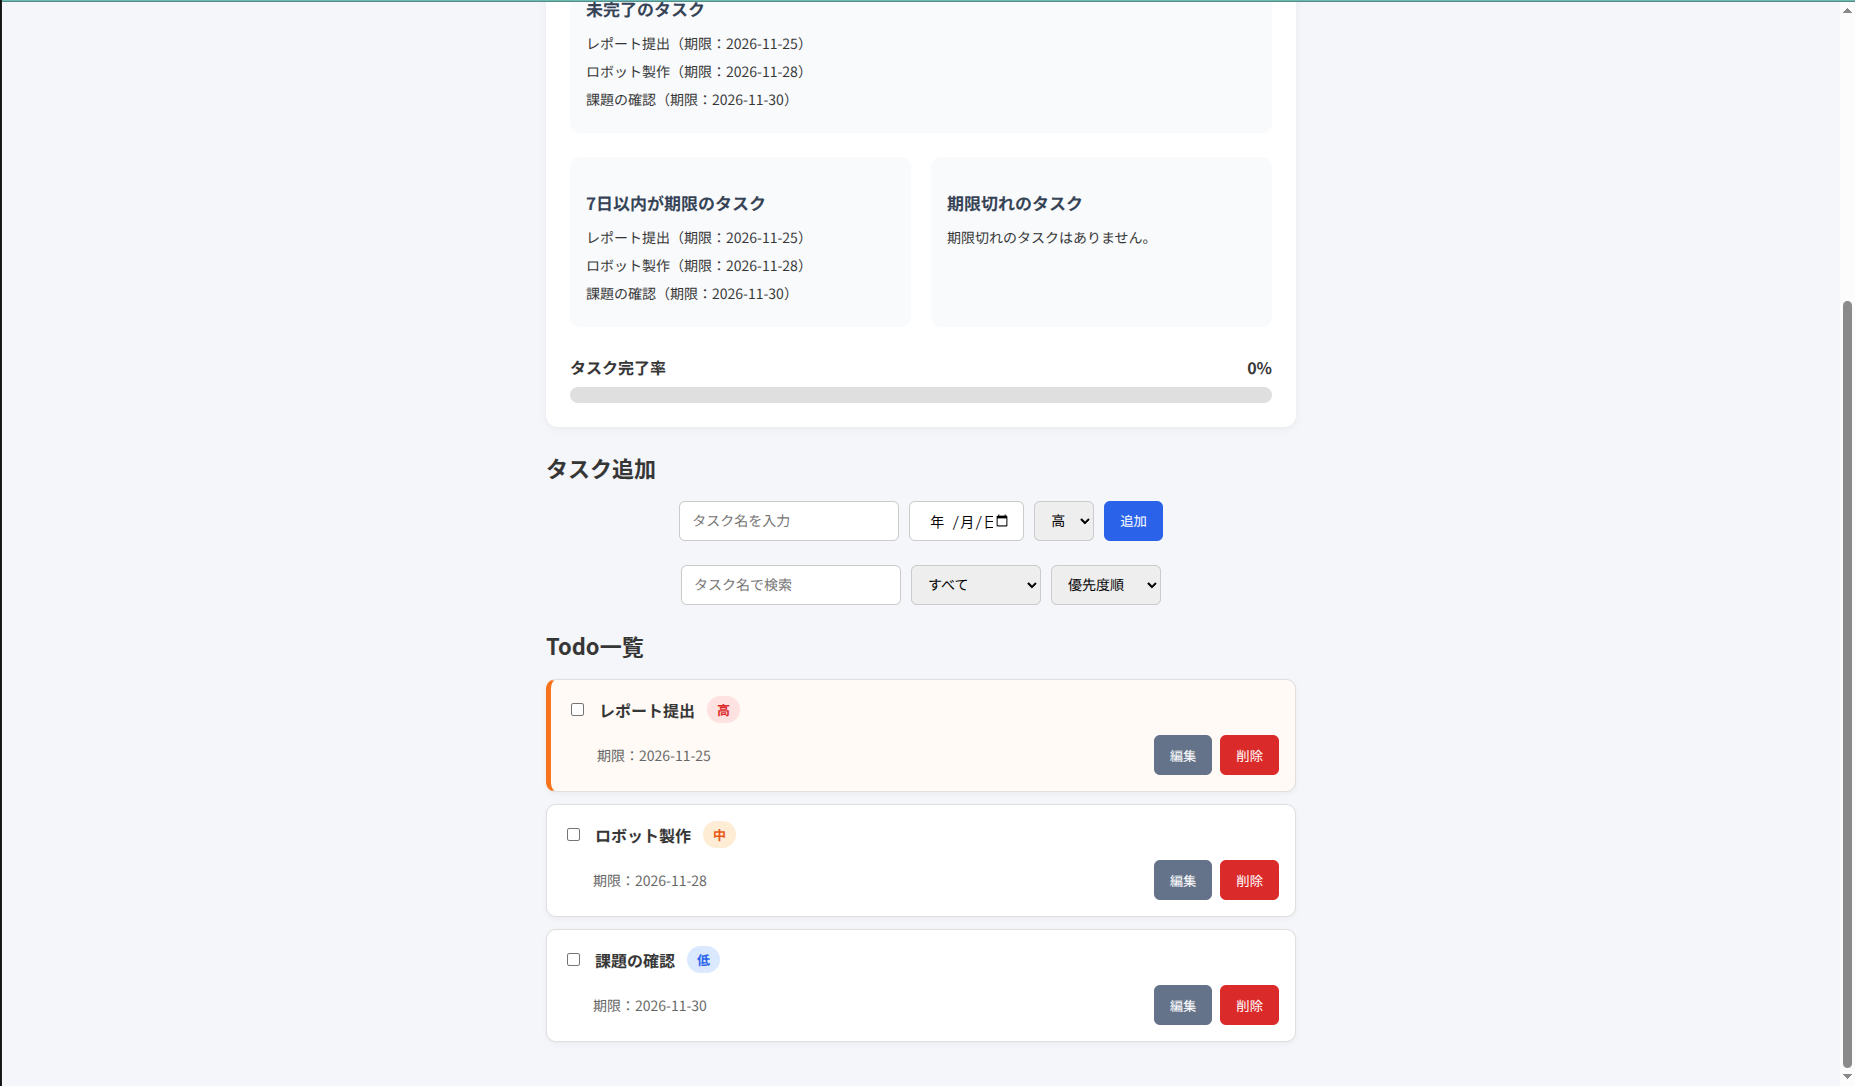 未完了のタスク
レポート提出（期限：2026-11-25）
ロボット製作（期限：2026-11-28）
課題の確認（期限：2026-11-30）
7日以内が期限のタスク
レポート提出（期限：2026-11-25）
ロボット製作（期限：2026-11-28）
課題の確認（期限：2026-11-30）
期限切れのタスク
期限切れのタスクはありません。
タスク完了率 0%
タスク追加
タスク名を入力 年 /月/日 高 追加
タスク名で検索 すべて 優先度順
Todo一覧
レポート提出 高
期限：2026-11-25 編集 削除
ロボット製作 中
期限：2026-11-28 編集 削除
課題の確認 低
期限：2026-11-30 編集 削除